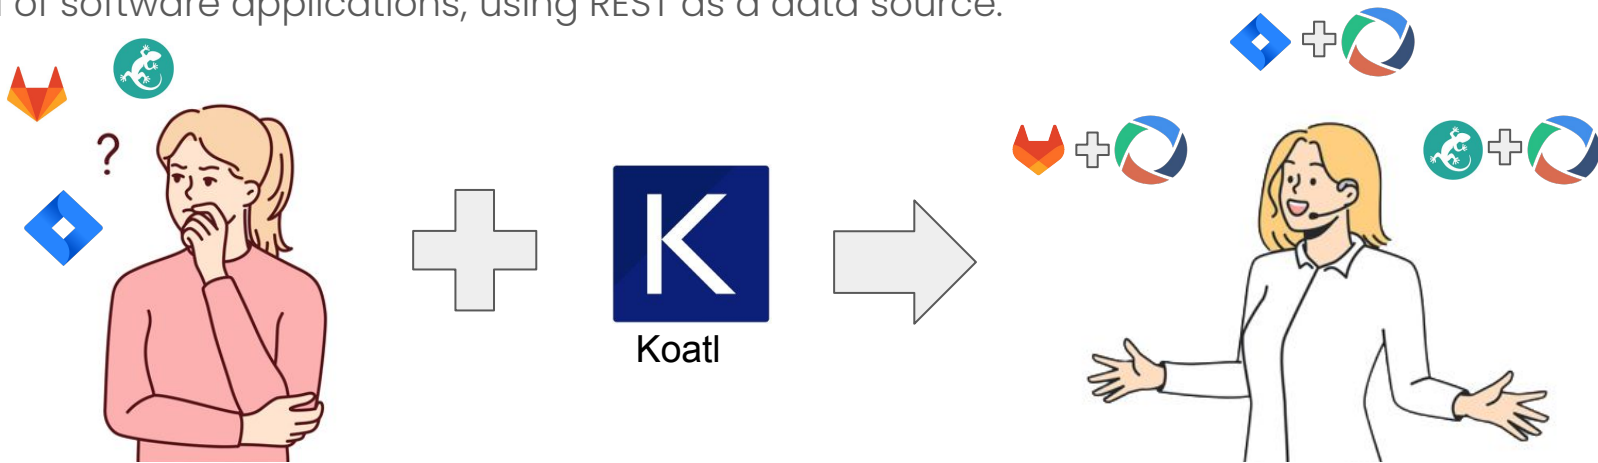 of software applications, using REST as a data source.
?
K
Koatl